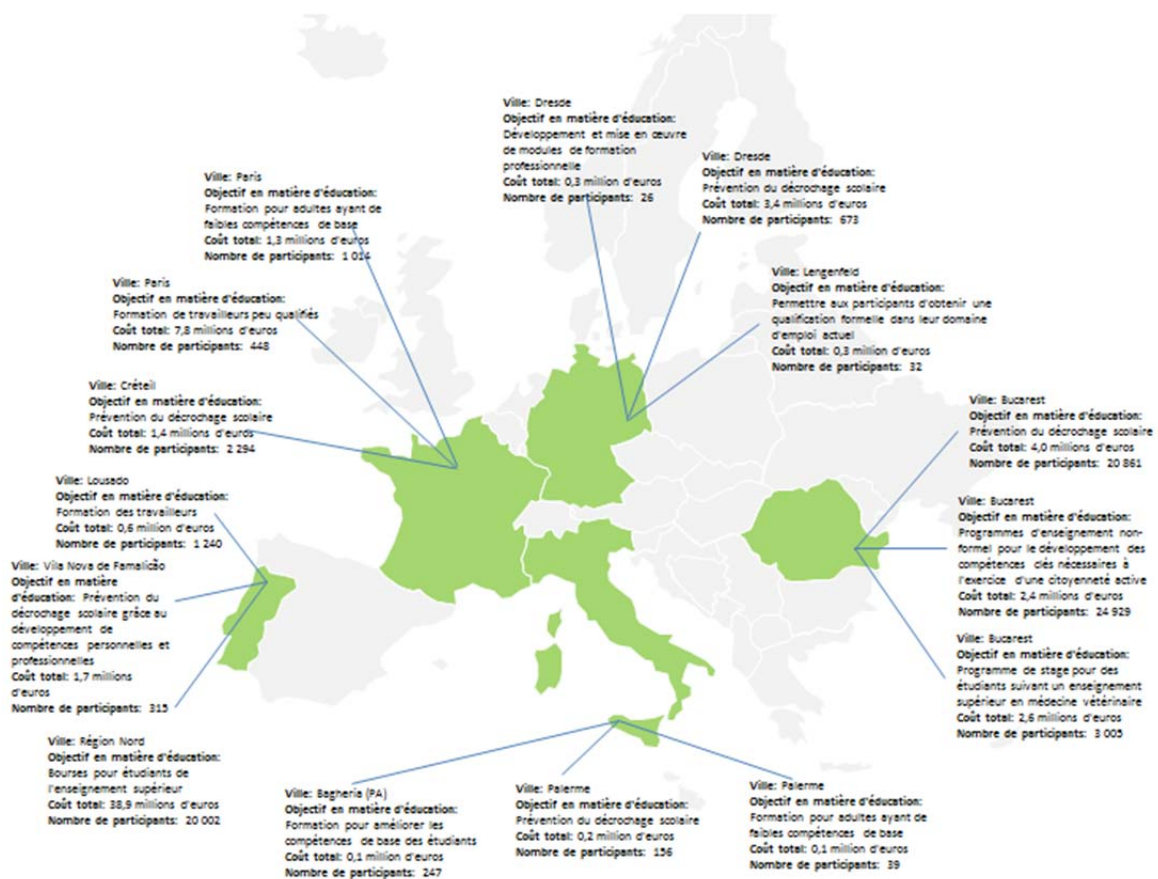 Ville: Dresde
Objectif en matière d'éducation:
Développement et mise en œuvre
de modules de formation
professionnelle
Coût total: 0,3 million d'euros
Nombre de participants: 26
Ville: Dresde
Objectif en matière d'éducation:
Prévention du décrochage scolaire
Coût total: 3,4 millions d'euros
Nombre de participants: 673
Ville: Paris
Objectif en matière d'éducation:
Formation pour adultes ayant de
faibles compétences de base
Coût total: 1,3 millions d'euros
Nombre de participants: 1 014
Ville: Paris
Objectif en matière d'éducation:
Formation de travailleurs peu qualifiés
Coût total: 7,8 millions d'euros
Nombre de participants: 448
Ville: Lengenfeld
Objectif en matière d'éducation:
Permettre aux participants d'obtenir une
qualification formelle dans leur domaine
d'emploi actuel
Coût total: 0,3 million d'euros
Nombre de participants: 32
Ville: Créteil
Objectif en matière d'éducation:
Prévention du décrochage scolaire
Coût total: 1,4 millions d'euros
Nombre de participants: 2 294
Ville: Bucarest
Objectif en matière d'éducation:
Prévention du décrochage scolaire
Coût total: 4,0 millions d'euros
Nombre de participants: 20 861
Ville: Lousado
Objectif en matière d'éducation:
Formation des travailleurs
Coût total: 0,6 million d'euros
Nombre de participants: 1 240
Ville: Bucarest
Objectif en matière d'éducation:
Programmes d'enseignement non-
formel pour le développement des
compétences clés nécessaires à
l'exercice d'une citoyenneté active
Coût total: 2,4 millions d'euros
Nombre de participants: 24 929
Ville: Vila Nova de Famalicão
Objectif en matière
d'éducation: Prévention du
décrochage scolaire grâce au
développement de
compétences personnelles et
professionnelles
Coût total: 1,7 millions
d'euros
Nombre de participants: 315
Ville: Bucarest
Objectif en matière d'éducation:
Programme de stage pour des
étudiants suivant un enseignement
supérieur en médecine vétérinaire
Coût total: 2,6 millions d'euros
Nombre de participants: 3 005
Ville: Région Nord
Objectif en matière d'éducation:
Bourses pour étudiants de
l'enseignement supérieur
Coût total: 38,9 millions d'euros
Nombre de participants: 20 002
Ville: Bagheria (PA)
Objectif en matière d'éducation:
Formation pour améliorer les
compétences de base des étudiants
Coût total: 0,1 million d'euros
Nombre de participants: 247
Ville: Palerme
Objectif en matière d'éducation:
Prévention du décrochage scolaire
Coût total: 0,2 million d'euros
Nombre de participants: 156
Ville: Palerme
Objectif en matière d'éducation:
Formation pour adultes ayant de
faibles compétences de base
Coût total: 0,1 million d'euros
Nombre de participants: 39